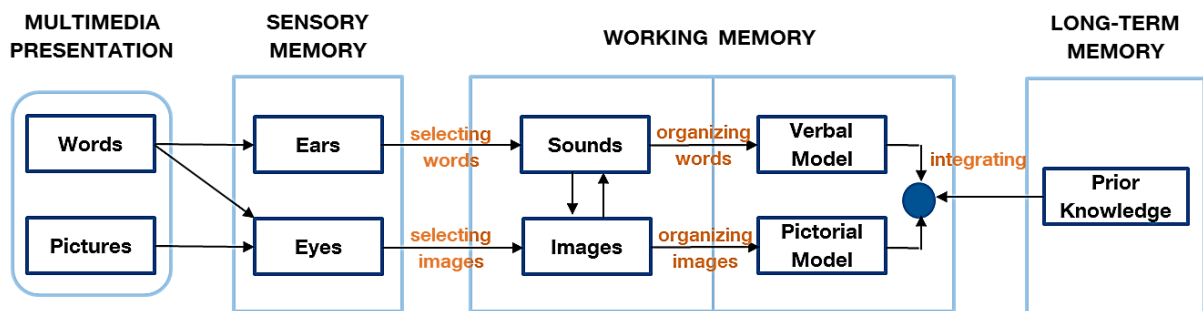 MULTIMEDIA
PRESENTATION
SENSORY
MEMORY
WORKING MEMORY
LONG-TERM
MEMORY
Words
Pictures
Ears
Eyes
selecting
words
selecting
images
Sounds
Images
organizing
words
organizing
images
Verbal
Model
Pictorial
Model
integrating
Prior
Knowledge